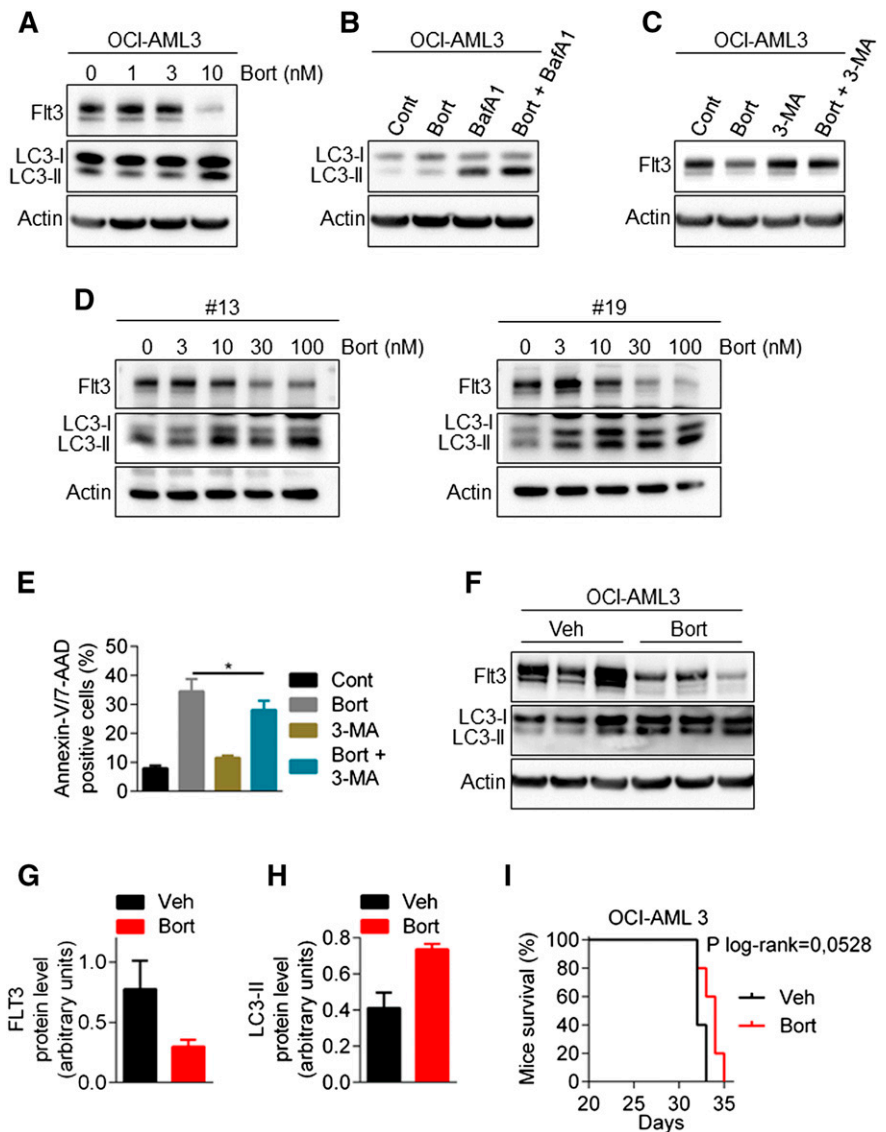 A
OCI-AML3
0 1 3 10 Bort (nM)
Flt3
LC3-I
LC3-II
Actin
B
OCI-AML3
Cont Bort BafA1 Bort + BafA1
LC3-I
LC3-II
Actin
C
OCI-AML3
Cont Bort 3-MA Bort + 3-MA
Flt3
Actin
D
#13
0 3 10 30 100 Bort (nM)
Flt3
LC3-I
LC3-II
Actin
#19
0 3 10 30 100 Bort (nM)
Flt3
LC3-I
LC3-II
Actin
E
Annexin-V/7-AAD
positive cells (%)
50
40
30
20
10
0
*
Cont
Bort
3-MA
Bort +
3-MA
F
OCI-AML3
Veh Bort
Flt3
LC3-I
LC3-II
Actin
G
Veh
Bort
FLT3
protein level
(arbitrary units)
1.0
0.5
0.0
H
Veh
Bort
LC3-II
protein level
(arbitrary units)
0.8
0.6
0.4
0.2
0.0
I
OCI-AML 3
P log-rank=0,0528
Mice survival (%)
100
80
60
40
20
0
20 25 30 35
Days
Veh
Bort